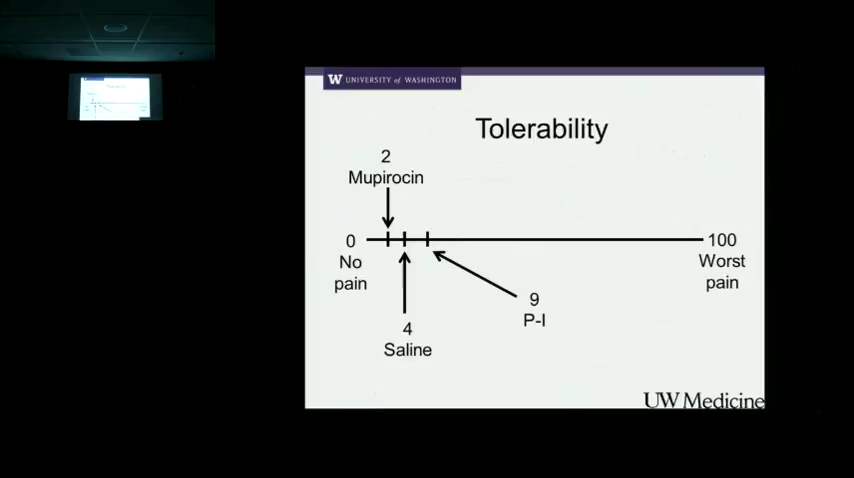 W UNIVERSITY of WASHINGTON
Tolerability
2
Mupirocin
0
No
pain
100
Worst
pain
9
P-I
4
Saline
UW Medicine